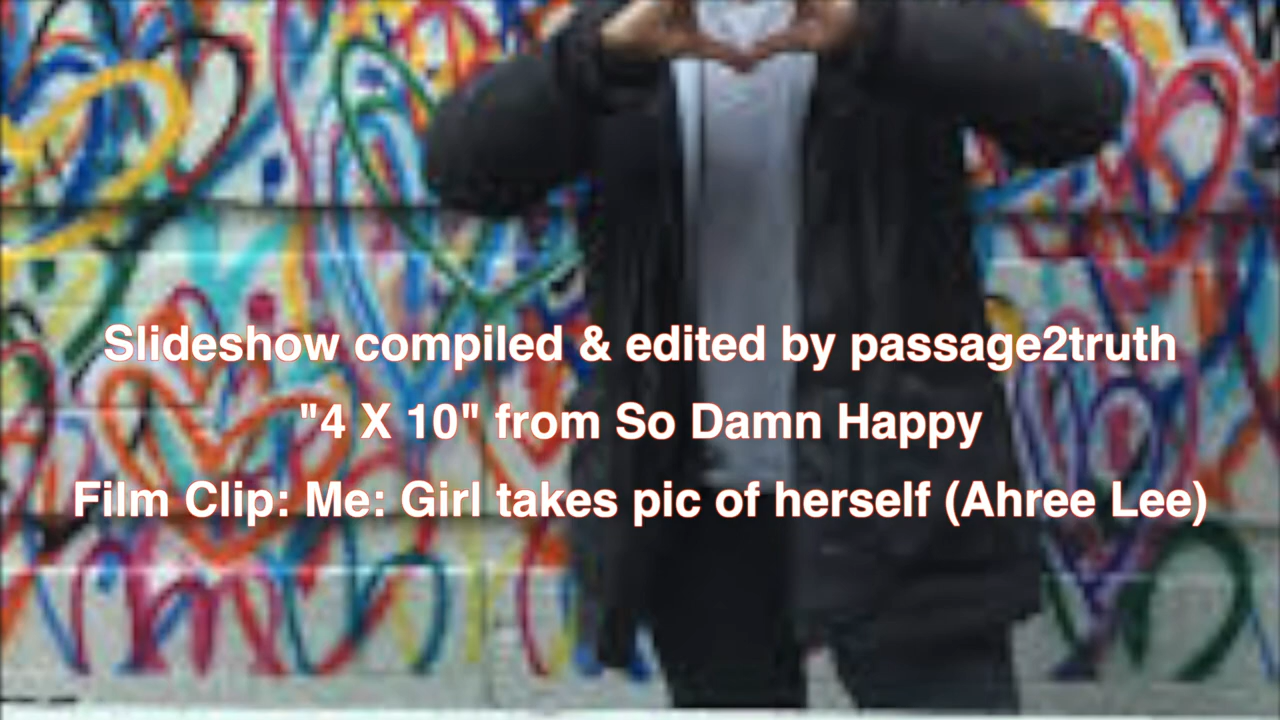 Slideshow compiled & edited by passage2truth
"4 X 10" from So Damn Happy
Film Clip: Me: Girl takes pic of herself (Ahree Lee)